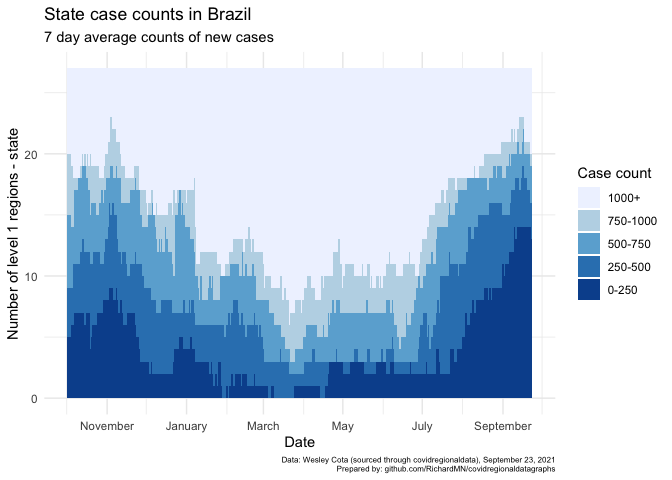 State case counts in Brazil
7 day average counts of new cases
Number of level 1 regions - state
20
10
0
November
January
March
May
July
September
Date
Case count
1000+
750-1000
500-750
250-500
0-250
Data: Wesley Cota (sourced through covidregionaldata), September 23, 2021
Prepared by: github.com/RichardMN/covidregionaldatagraphs